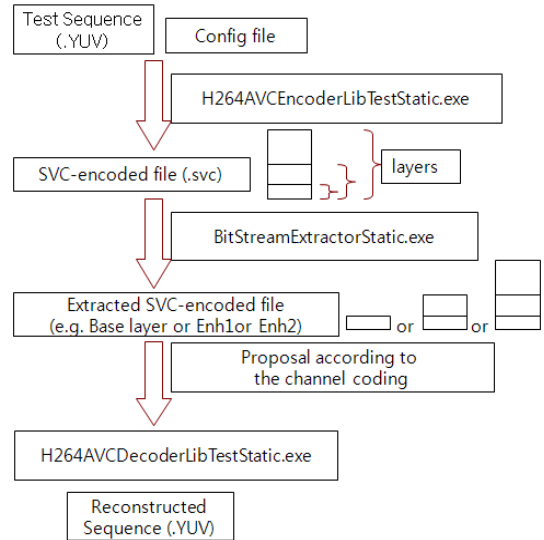 Test Sequence
(.YUV)
Config file
H264AVCEncoderLibTestStatic.exe
SVC-encoded file (.svc)
layers
BitStreamExtractorStatic.exe
Extracted SVC-encoded file
(e.g. Base layer or Enh1or Enh2)
or
or
Proposal according to
the channel coding
H264AVCDecoderLibTestStatic.exe
Reconstructed
Sequence (.YUV)